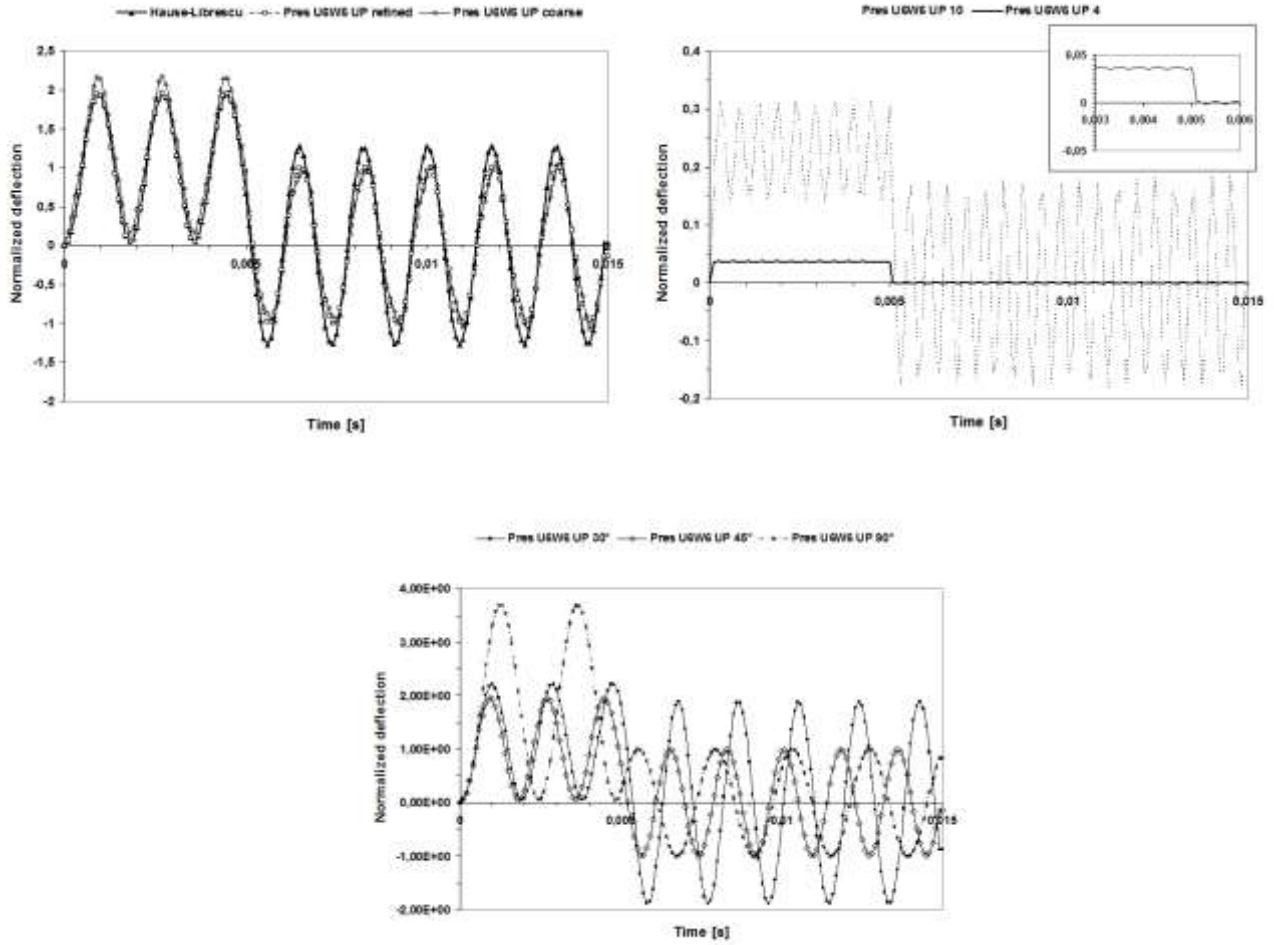 Hause-Librescu Pres U6W6 UP refined Pres U6W6 UP coarse
2,5
2
1,5
1
0,5
0
-0,5
-1
-1,5
-2
0 0,005 0,01 0,015
Normalized deflection
Time [s]
Pres U6W6 UP 10 Pres U6W6 UP 4
0,4
0,3
0,2
0,1
0
-0,1
-0,2
0 0,005 0,01 0,015
Normalized deflection
Time [s]
0,05
0
-0,05
0,003 0,004 0,005 0,006
Pres U6W6 UP 30° Pres U6W6 UP 45° Pres U6W6 UP 90°
4,00E+00
3,00E+00
2,00E+00
1,00E+00
0,00E+00
-1,00E+00
-2,00E+00
0 0,005 0,01 0,015
Normalized deflection
Time [s]